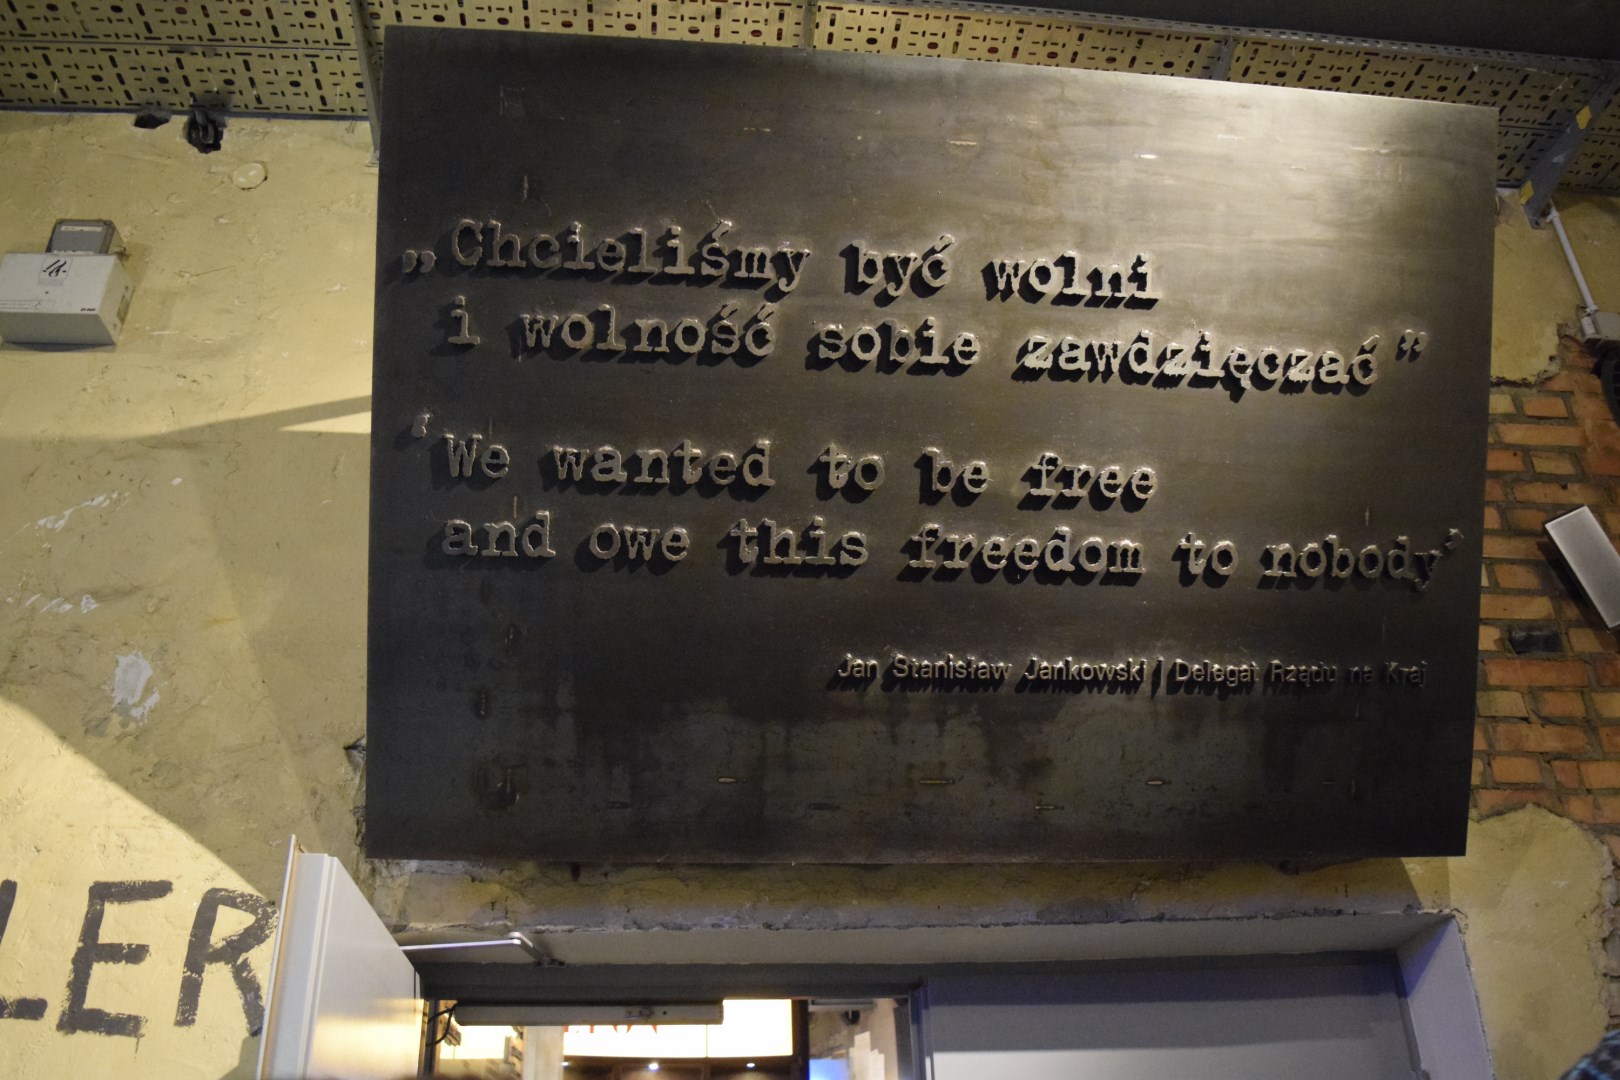 „Chcieliśmy być wolni
i wolność sobie zawdzięczać”
‘We wanted to be free
and owe this freedom to nobody’
Jan Stanisław Jankowski | Delegat Rządu na Kraj
LER